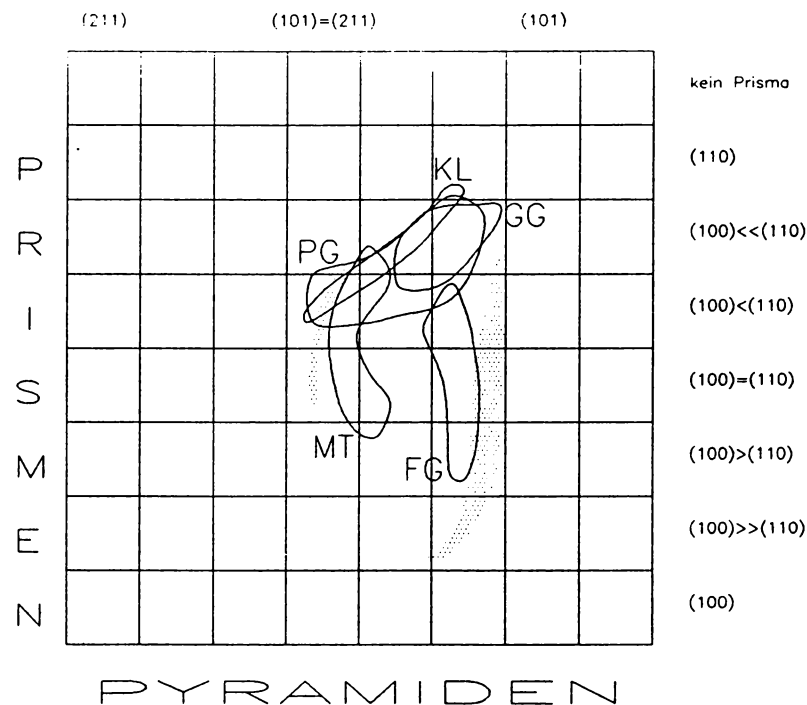 (211) (101)=(211) (101)
kein Prisma
(110)
(100)<<(110)
(100)<(110)
(100)=(110)
(100)>(110)
(100)>>(110)
(100)
PRISMEN
KL
GG
PG
MT
FG
PYRAMIDEN